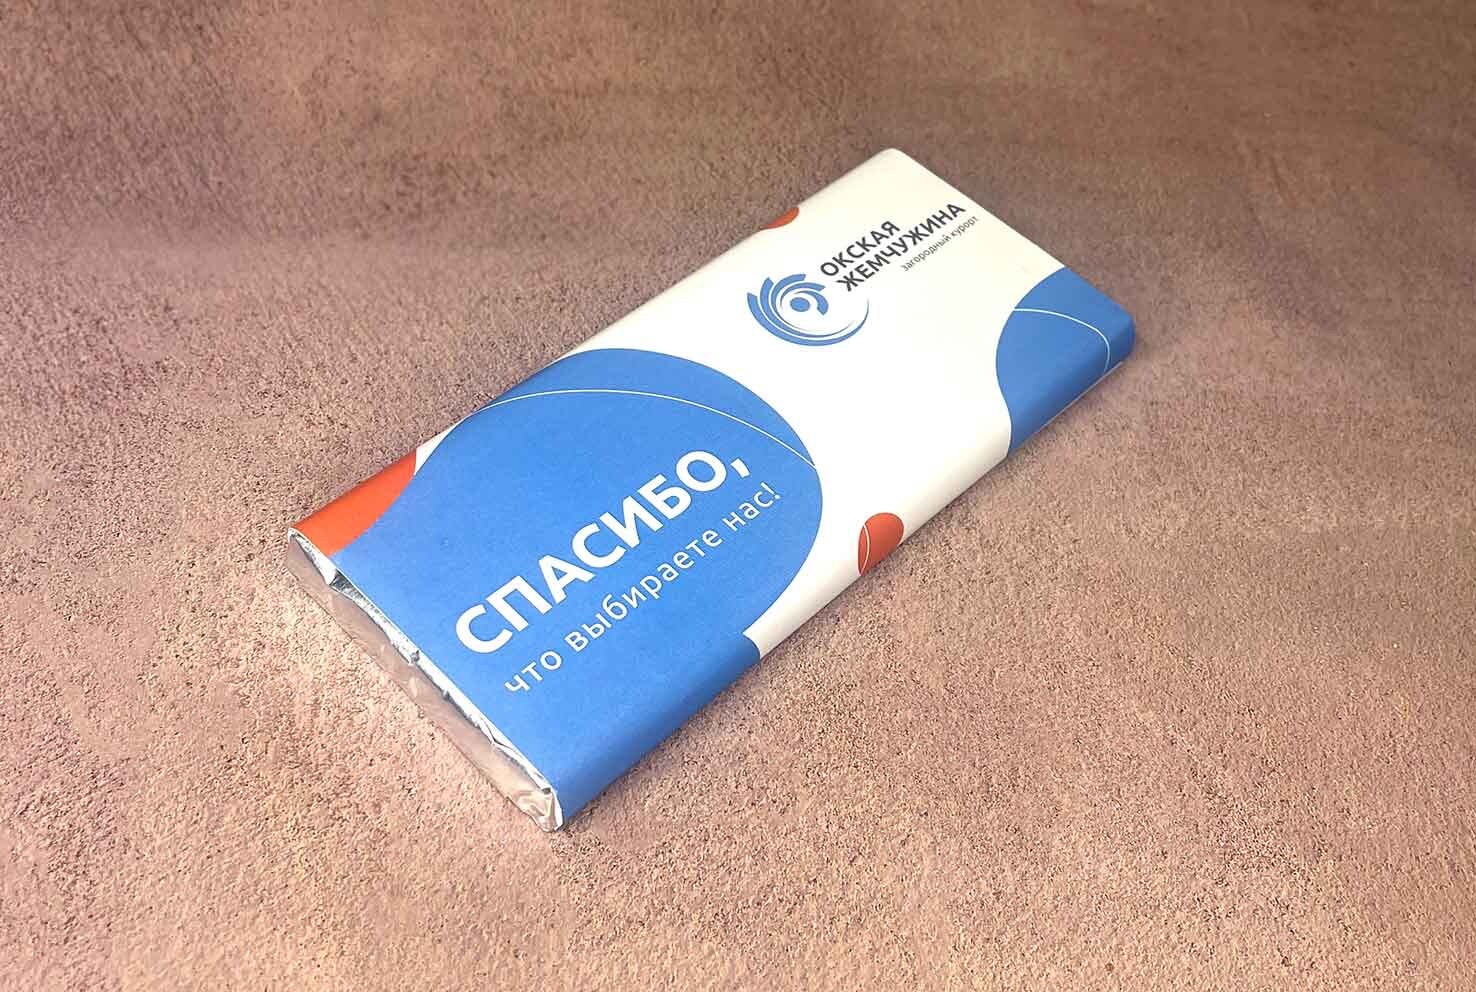 ОКСКАЯ
ЖЕМЧУЖИНА
загородный курорт
СПАСИБО,
что выбираете нас!